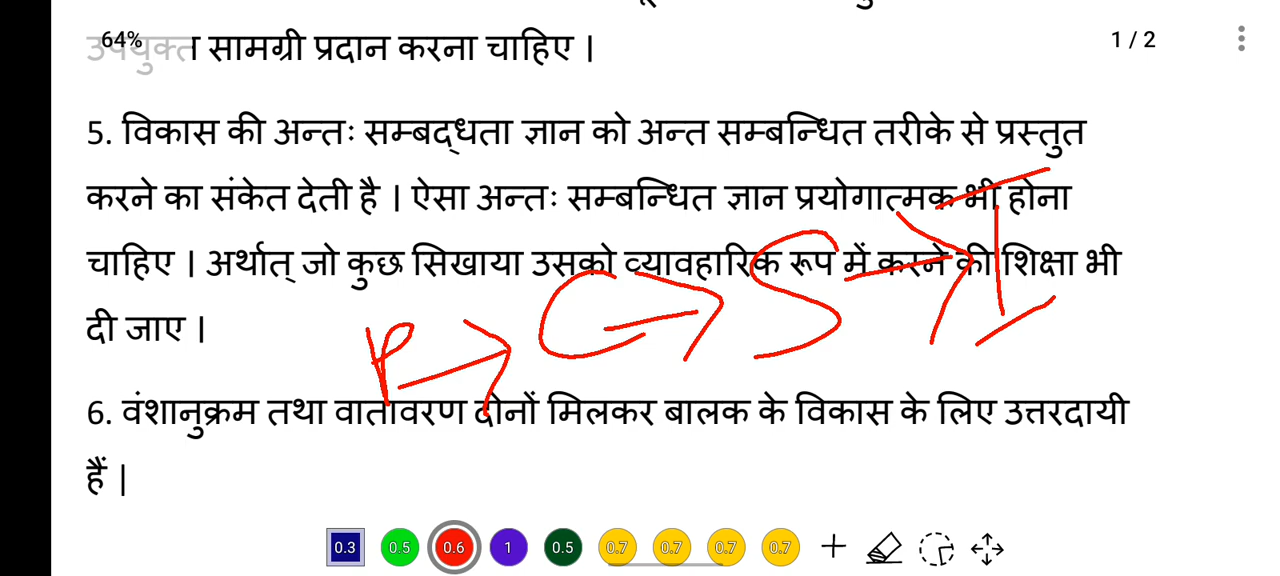 64%
1 / 2
उपयुक्त सामग्री प्रदान करना चाहिए |
5. विकास की अन्तः सम्बद्धता ज्ञान को अन्त सम्बन्धित तरीके से प्रस्तुत
करने का संकेत देती है | ऐसा अन्तः सम्बन्धित ज्ञान प्रयोगात्मक भी होना
चाहिए | अर्थात् जो कुछ सिखाया उसको व्यावहारिक रूप में करने की शिक्षा भी
दी जाए |
P → C → S → I
6. वंशानुक्रम तथा वातावरण दोनों मिलकर बालक के विकास के लिए उत्तरदायी
हैं |
0.3 0.5 0.6 1 0.5 0.7 0.7 0.7 0.7